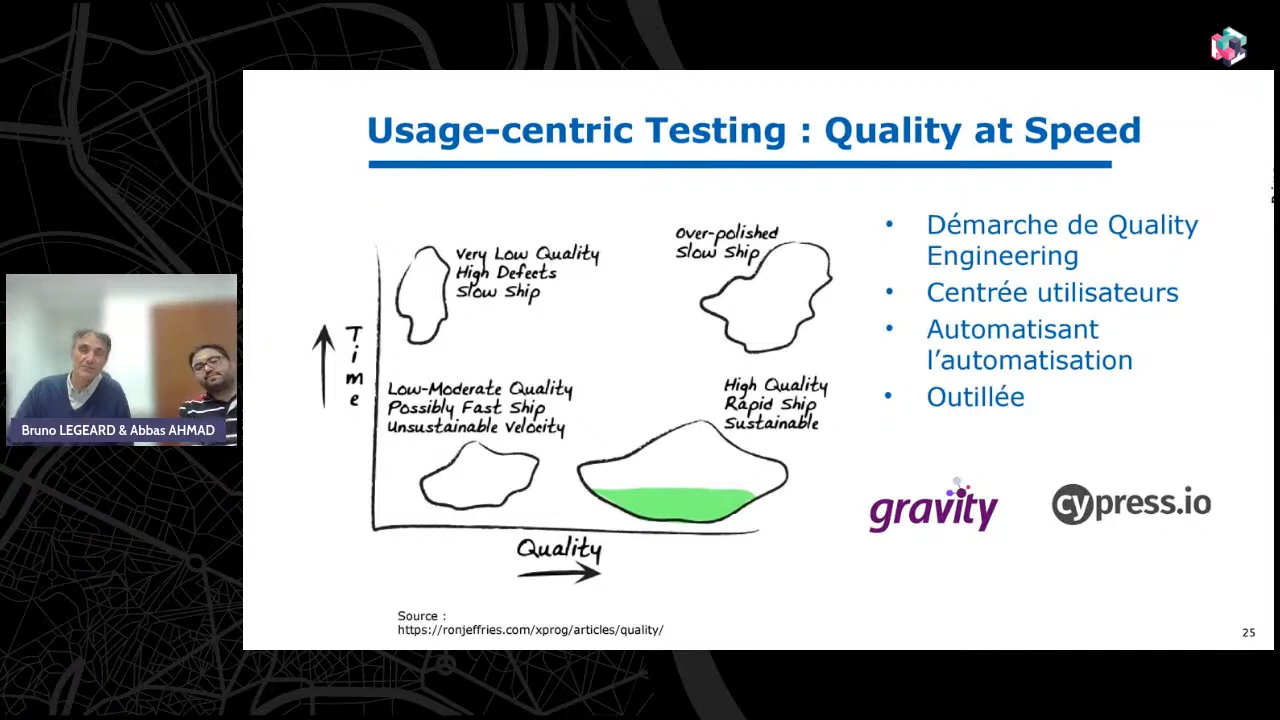 Usage-centric Testing : Quality at Speed
Very Low Quality
High Defects
Slow Ship
Over-polished
Slow Ship
Time
Low-Moderate Quality
Possibly Fast Ship
Unsustainable Velocity
High Quality
Rapid Ship
Sustainable
Quality
• Démarche de Quality
Engineering
• Centrée utilisateurs
• Automatisant
l’automatisation
• Outillée
gravity
cypress.io
Source :
https://ronjeffries.com/xprog/articles/quality/
25
Bruno LEGEARD & Abbas AHMAD